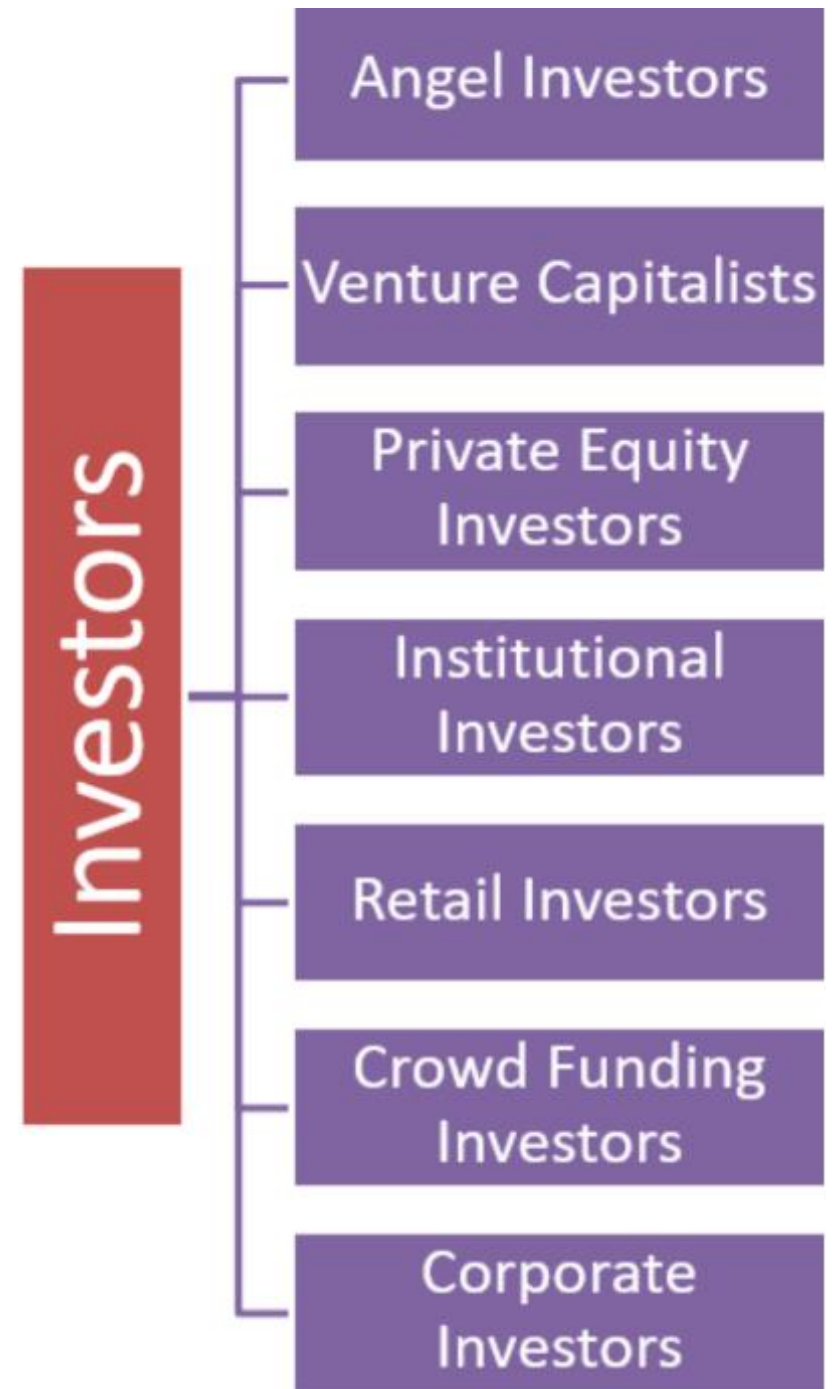 Investors
Angel Investors
Venture Capitalists
Private Equity
Investors
Institutional
Investors
Retail Investors
Crowd Funding
Investors
Corporate
Investors